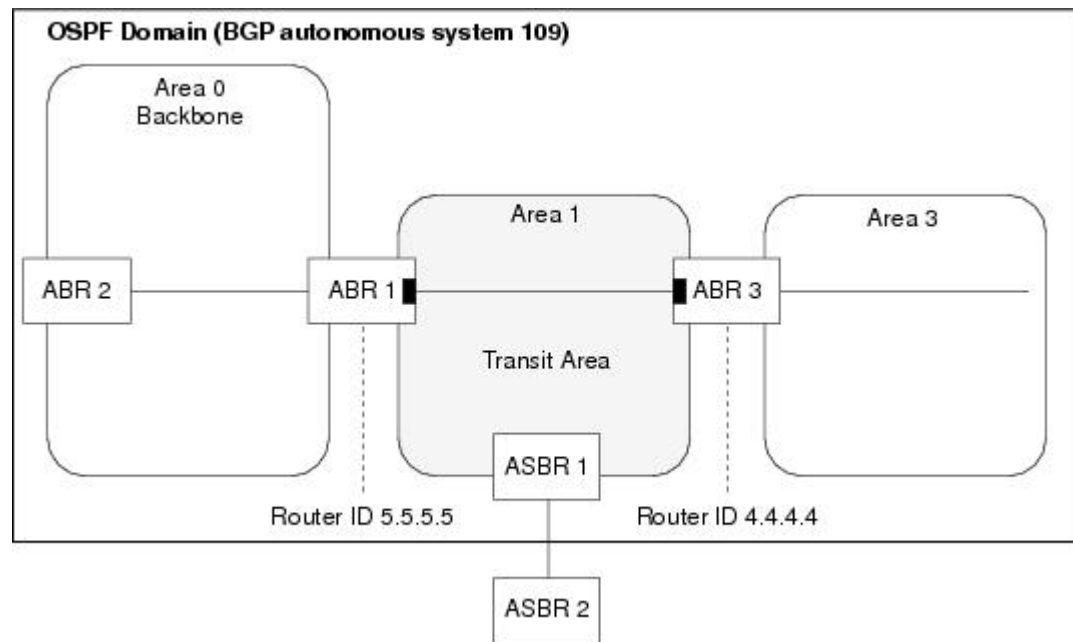 OSPF Domain (BGP autonomous system 109)
Area 0
Backbone
Area 1
Area 3
ABR 2
ABR 1
ABR 3
Transit Area
ASBR 1
Router ID 5.5.5.5
Router ID 4.4.4.4
ASBR 2